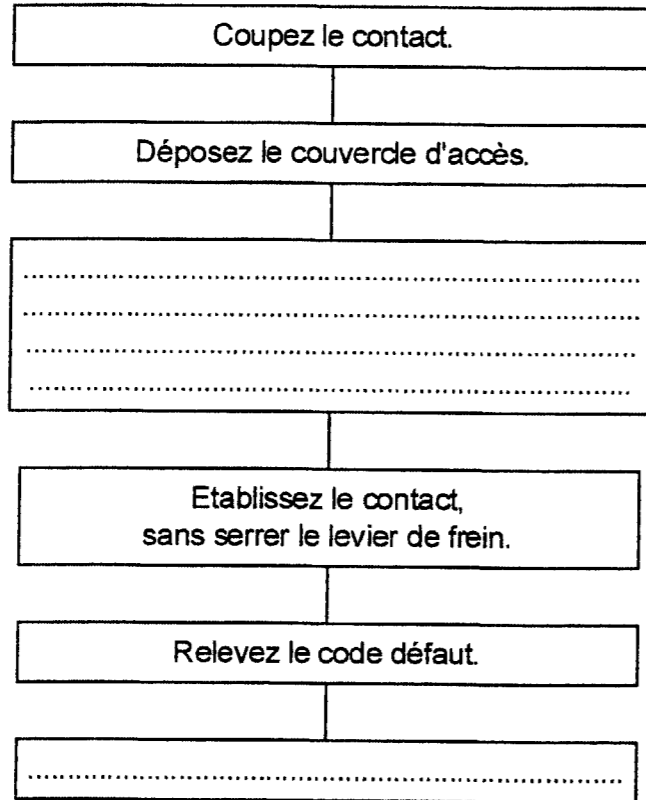 Coupez le contact.
Déposez le couvercle d'accès.
................................................................
................................................................
................................................................
................................................................
Etablissez le contact,
sans serrer le levier de frein.
Relevez le code défaut.
................................................................